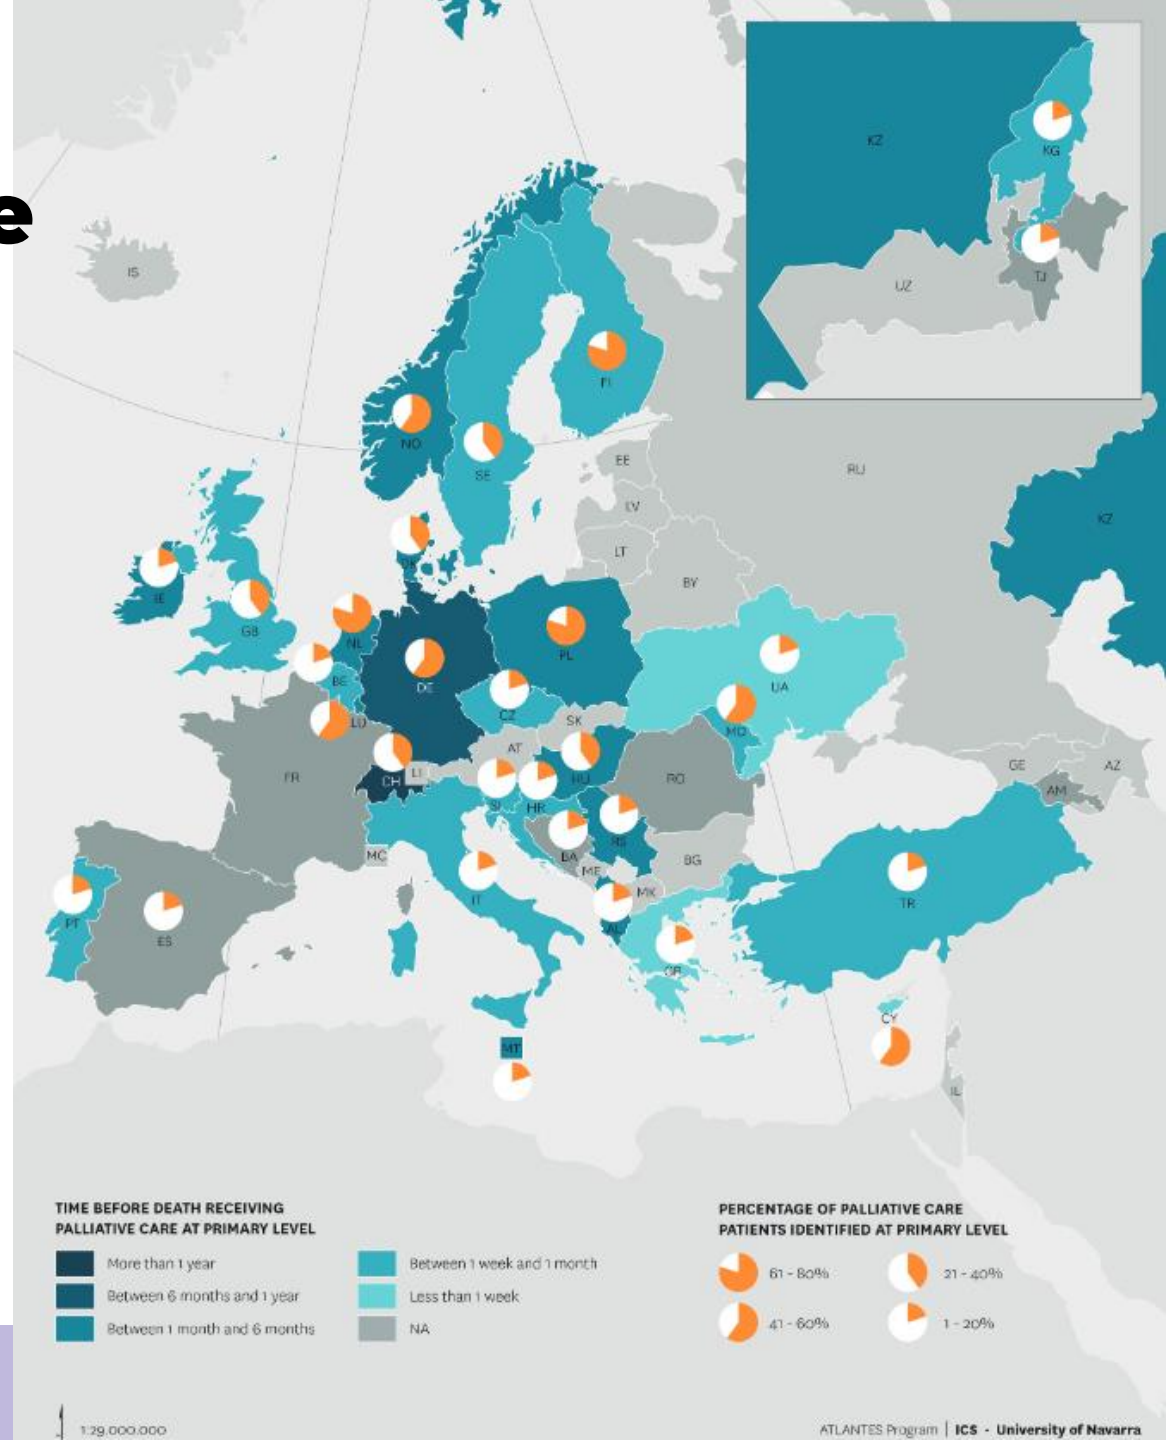 e
KZ
KG
UZ
TJ
IS
FI
NO
SE
EE
RU
LV
KZ
LT
DK
BY
IE
GB
NL
PL
BE
DE
UA
CZ
LU
SK
MD
AT
CH
LI
HU
FR
RO
GE
AZ
SI
HR
AM
RS
MC
BA
BG
ME
MK
IT
TR
PT
ES
AL
GR
CY
MT
IL
TIME BEFORE DEATH RECEIVING
PALLIATIVE CARE AT PRIMARY LEVEL
More than 1 year
Between 6 months and 1 year
Between 1 month and 6 months
Between 1 week and 1 month
Less than 1 week
NA
PERCENTAGE OF PALLIATIVE CARE
PATIENTS IDENTIFIED AT PRIMARY LEVEL
61 - 80%
41 - 60%
21 - 40%
1 - 20%
1:29.000.000
ATLANTES Program | ICS - University of Navarra